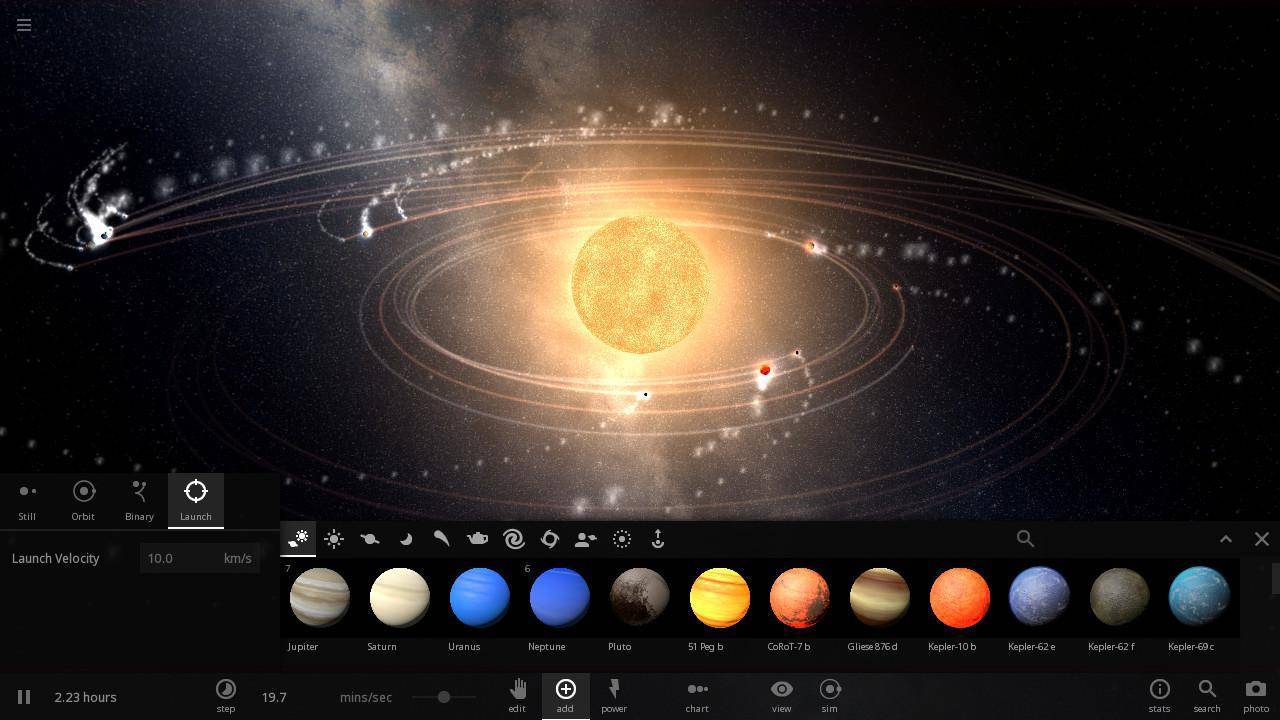 Still Orbit Binary Launch
Launch Velocity 10.0 km/s
7 6
Jupiter Saturn Uranus Neptune Pluto 51 Peg b CoRoT-7 b Gliese 876 d Kepler-10 b Kepler-62 e Kepler-62 f Kepler-69 c
2.23 hours step 19.7 mins/sec edit add power chart view sim stats search photo